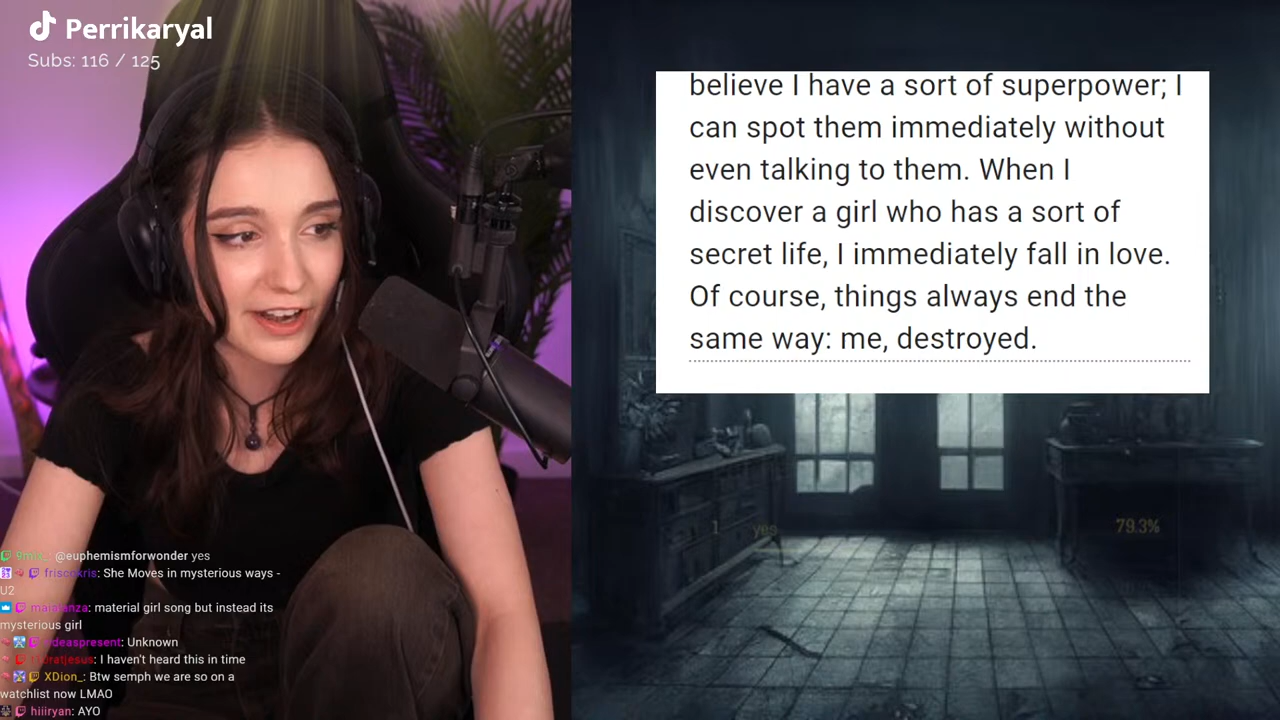 Perrikaryal
Subs: 116 / 125
believe I have a sort of superpower; I
can spot them immediately without
even talking to them. When I
discover a girl who has a sort of
secret life, I immediately fall in love.
Of course, things always end the
same way: me, destroyed.
1 yes
79.3%
@euphemismforwonder yes
friscokris: She Moves in mysterious ways -
U2
: material girl song but instead its
mysterious girl
: Unknown
: I haven't heard this in time
XDion_: Btw semph we are so on a
watchlist now LMAO
hiiiryan: AYO